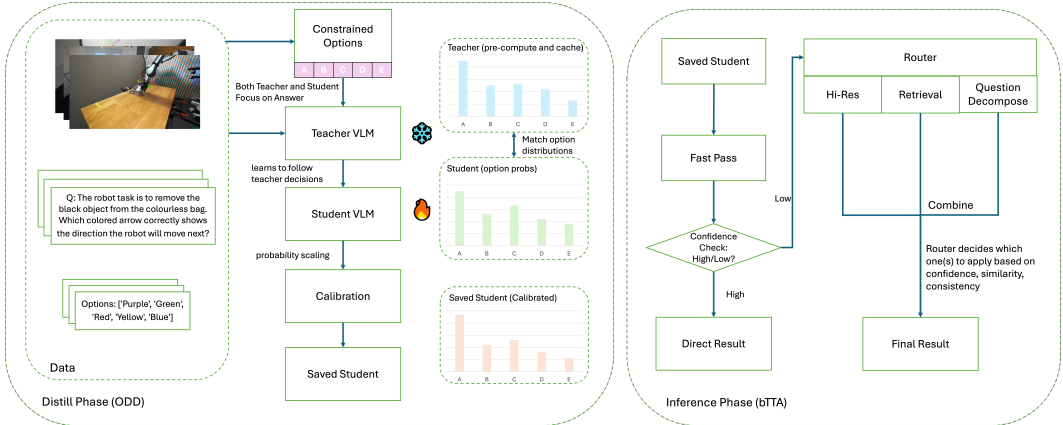 Constrained
Options
A B C D E
Both Teacher and Student
Focus on Answer
Teacher VLM
learns to follow
teacher decisions
Student VLM
probability scaling
Calibration
Saved Student
Q: The robot task is to remove the
black object from the colourless bag.
Which colored arrow correctly shows
the direction the robot will move next?
Options: ['Purple', 'Green',
'Red', 'Yellow', 'Blue']
Data
Distill Phase (ODD)
Teacher (pre-compute and cache)
A B C D E
Match option
distributions
Student (option probs)
A B C D E
Saved Student (Calibrated)
A B C D E
Saved Student
Fast Pass
Confidence
Check:
High/Low?
Low
High
Direct Result
Router
Hi-Res
Retrieval
Question
Decompose
Combine
Router decides which
one(s) to apply based on
confidence, similarity,
consistency
Final Result
Inference Phase (bTTA)